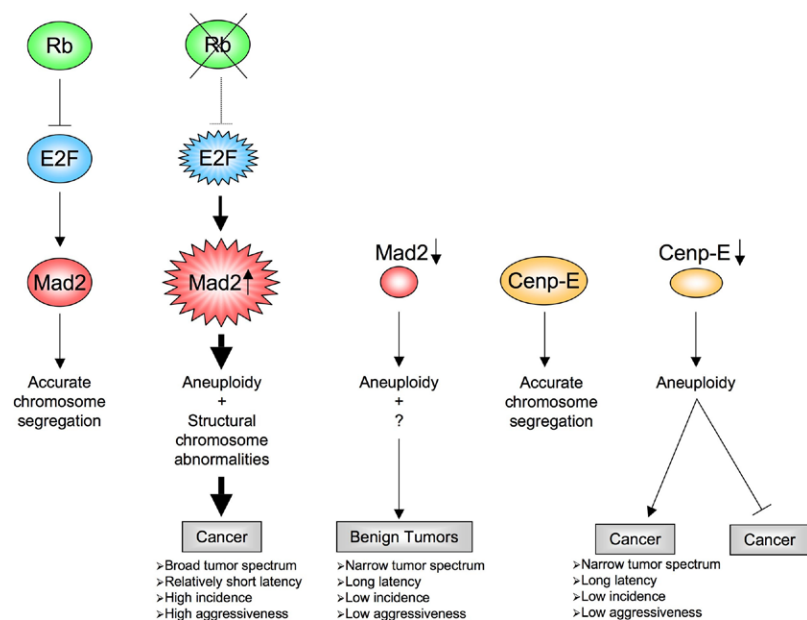 Rb
E2F
Mad2
Accurate
chromosome
segregation
Rb
E2F
Mad2↑
Aneuploidy
+
Structural
chromosome
abnormalities
Cancer
➢Broad tumor spectrum
➢Relatively short latency
➢High incidence
➢High aggressiveness
Mad2↓
Aneuploidy
+
?
Benign Tumors
➢Narrow tumor spectrum
➢Long latency
➢Low incidence
➢Low aggressiveness
Cenp-E
Accurate
chromosome
segregation
Cenp-E↓
Aneuploidy
Cancer
➢Narrow tumor spectrum
➢Long latency
➢Low incidence
➢Low aggressiveness
Cancer